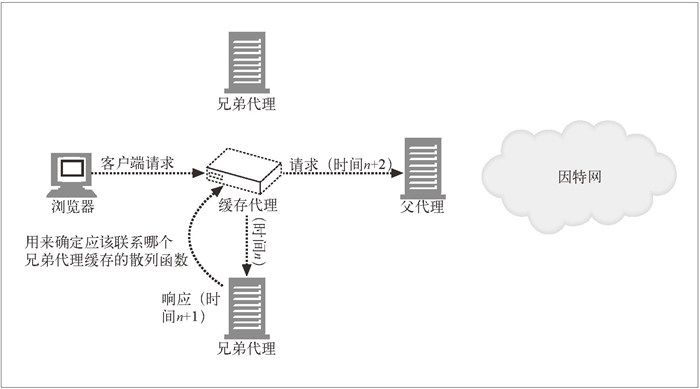 兄弟代理
客户端请求
请求（时间n+2）
浏览器
缓存代理
父代理
因特网
（时间n）
用来确定应该联系哪个
兄弟代理缓存的散列函数
响应（时
间n+1）
兄弟代理